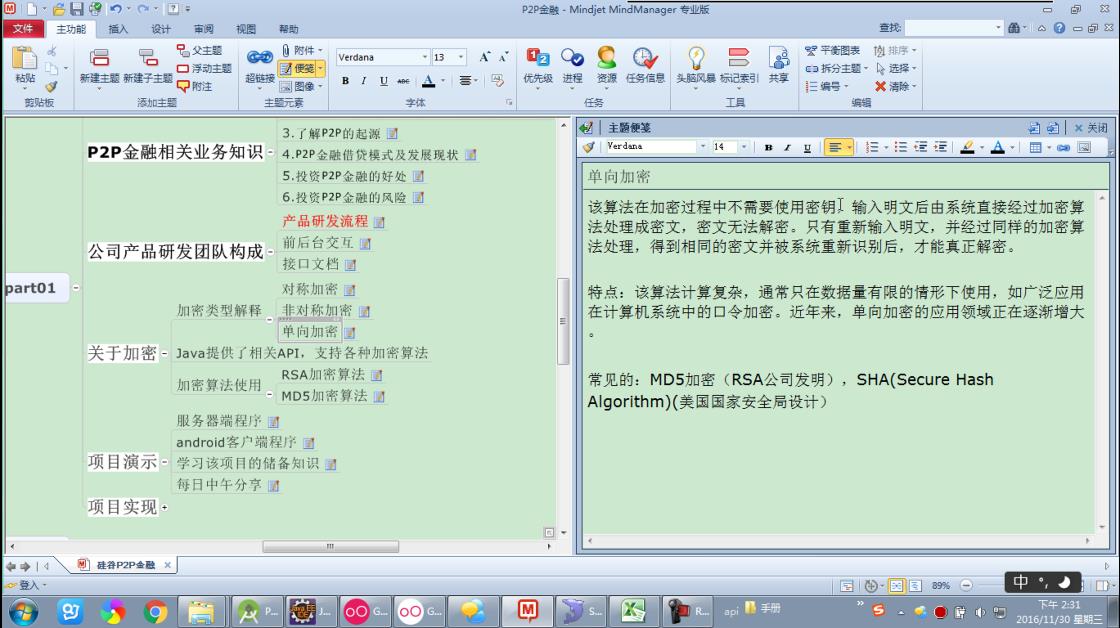 P2P金融 - Mindjet MindManager 专业版
文件 主功能 插入 设计 审阅 视图 帮助 查找:
粘贴 新建主题 新建子主题 父主题 浮动主题 附注
超链接 附件 便笺 图像
Verdana 13
B I U ABC A
优先级 进程 资源 任务信息
头脑风暴 标记索引 共享
平衡图表 排序
拆分主题 选择
编号 清除
剪贴板 添加主题 主题元素 字体 任务 工具 编辑
part01
P2P金融相关业务知识
3.了解P2P的起源
4.P2P金融借贷模式及发展现状
5.投资P2P金融的好处
6.投资P2P金融的风险
公司产品研发团队构成
产品研发流程
前后台交互
接口文档
关于加密
加密类型解释
对称加密
非对称加密
单向加密
Java提供了相关API，支持各种加密算法
加密算法使用
RSA加密算法
MD5加密算法
项目演示
服务器端程序
android客户端程序
学习该项目的储备知识
每日中午分享
项目实现
主题便笺 关闭
Verdana 14 B I U A
单向加密
该算法在加密过程中不需要使用密钥，输入明文后由系统直接经过加密算
法处理成密文，密文无法解密。只有重新输入明文，并经过同样的加密算
法处理，得到相同的密文并被系统重新识别后，才能真正解密。
特点：该算法计算复杂，通常只在数据量有限的情形下使用，如广泛应用
在计算机系统中的口令加密。近年来，单向加密的应用领域正在逐渐增大
。
常见的：MD5加密（RSA公司发明），SHA(Secure Hash
Algorithm)(美国国家安全局设计）
硅谷P2P金融
登入 89%
中
P... J... G... G... S... R...
api 手册
下午 2:31
2016/11/30 星期三